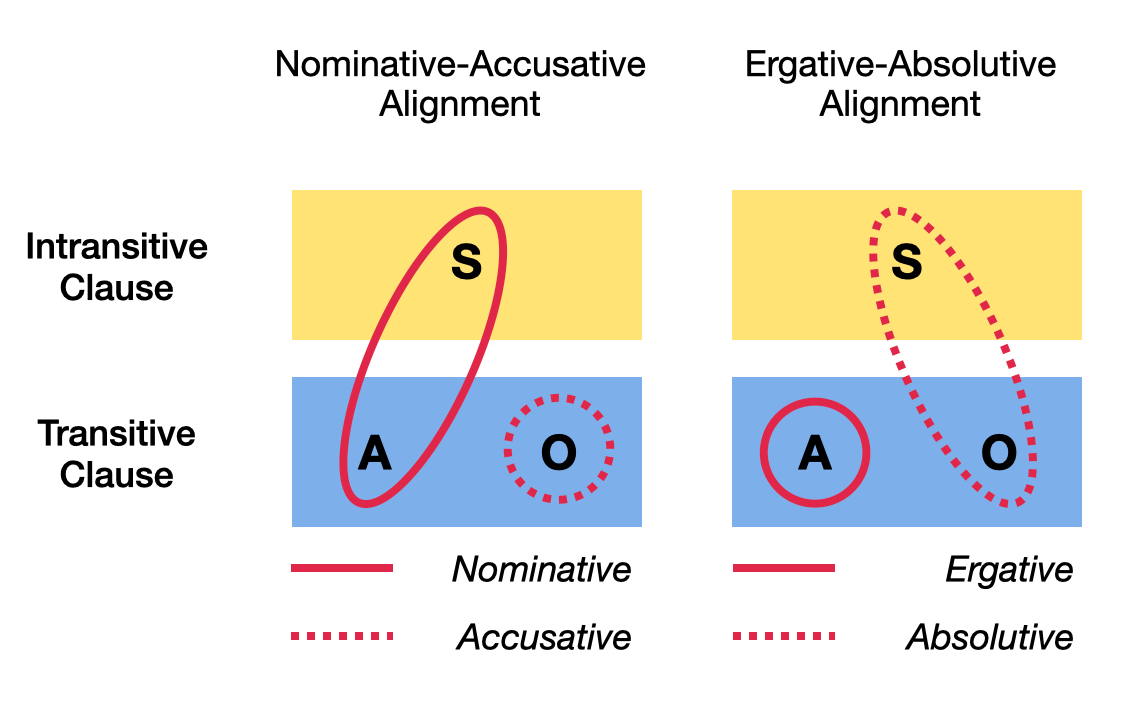 Nominative-Accusative
Alignment
Ergative-Absolutive
Alignment
Intransitive
Clause
S
S
Transitive
Clause
A
O
A
O
Nominative
Ergative
Accusative
Absolutive